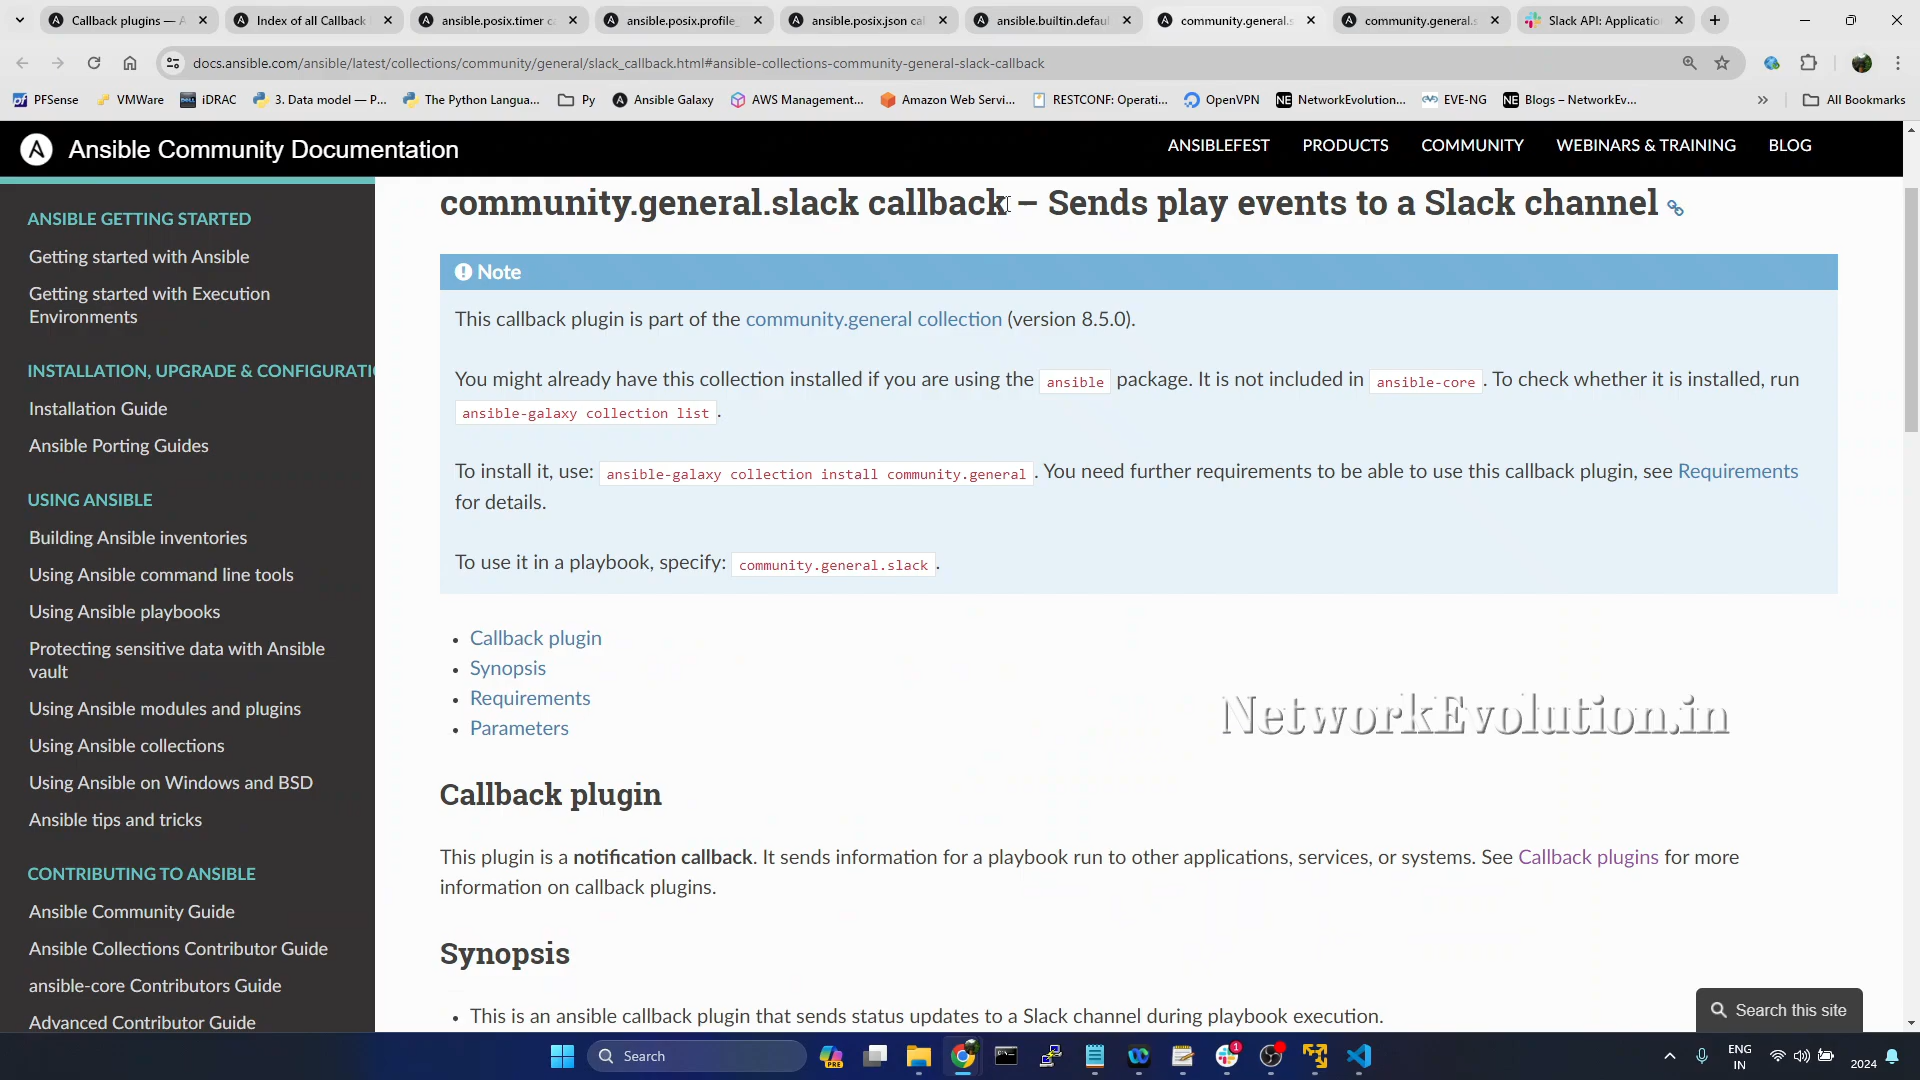 Callback plugins — A
Index of all Callback
ansible.posix.timer c
ansible.posix.profile_
ansible.posix.json cal
ansible.builtin.defau
community.general.s
community.general.s
Slack API: Applicatio
docs.ansible.com/ansible/latest/collections/community/general/slack_callback.html#ansible-collections-community-general-slack-callback
PFSense
VMWare
iDRAC
3. Data model — P...
The Python Langua...
Py
Ansible Galaxy
AWS Management...
Amazon Web Servi...
RESTCONF: Operati...
OpenVPN
NetworkEvolution...
EVE-NG
Blogs – NetworkEv...
All Bookmarks
Ansible Community Documentation
ANSIBLEFEST
PRODUCTS
COMMUNITY
WEBINARS & TRAINING
BLOG
ANSIBLE GETTING STARTED
Getting started with Ansible
Getting started with Execution
Environments
INSTALLATION, UPGRADE & CONFIGURATI
Installation Guide
Ansible Porting Guides
USING ANSIBLE
Building Ansible inventories
Using Ansible command line tools
Using Ansible playbooks
Protecting sensitive data with Ansible
vault
Using Ansible modules and plugins
Using Ansible collections
Using Ansible on Windows and BSD
Ansible tips and tricks
CONTRIBUTING TO ANSIBLE
Ansible Community Guide
Ansible Collections Contributor Guide
ansible-core Contributors Guide
Advanced Contributor Guide
community.general.slack callback – Sends play events to a Slack channel
Note
This callback plugin is part of the community.general collection (version 8.5.0).
You might already have this collection installed if you are using the ansible package. It is not included in ansible-core. To check whether it is installed, run
ansible-galaxy collection list.
To install it, use: ansible-galaxy collection install community.general. You need further requirements to be able to use this callback plugin, see Requirements
for details.
To use it in a playbook, specify: community.general.slack.
• Callback plugin
• Synopsis
• Requirements
• Parameters
NetworkEvolution.in
Callback plugin
This plugin is a notification callback. It sends information for a playbook run to other applications, services, or systems. See Callback plugins for more
information on callback plugins.
Synopsis
• This is an ansible callback plugin that sends status updates to a Slack channel during playbook execution.
Search this site
Search
PRE
1
ENG
IN
2024